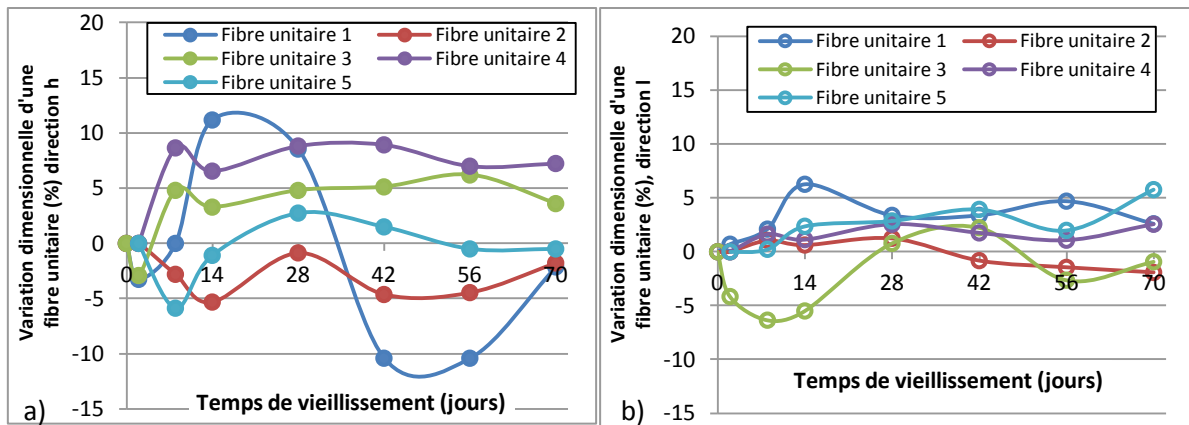 Variation dimensionnelle d'une
fibre unitaire (%) direction h
20
15
10
5
0
-5
-10
-15
Fibre unitaire 1
Fibre unitaire 2
Fibre unitaire 3
Fibre unitaire 4
Fibre unitaire 5
0 14 28 42 56 70
Temps de vieillissement (jours)
a)
Variation dimensionnelle d'une
fibre unitaire (%), direction l
20
15
10
5
0
-5
-10
-15
Fibre unitaire 1
Fibre unitaire 2
Fibre unitaire 3
Fibre unitaire 4
Fibre unitaire 5
0 14 28 42 56 70
Temps de vieillissement (jours)
b)